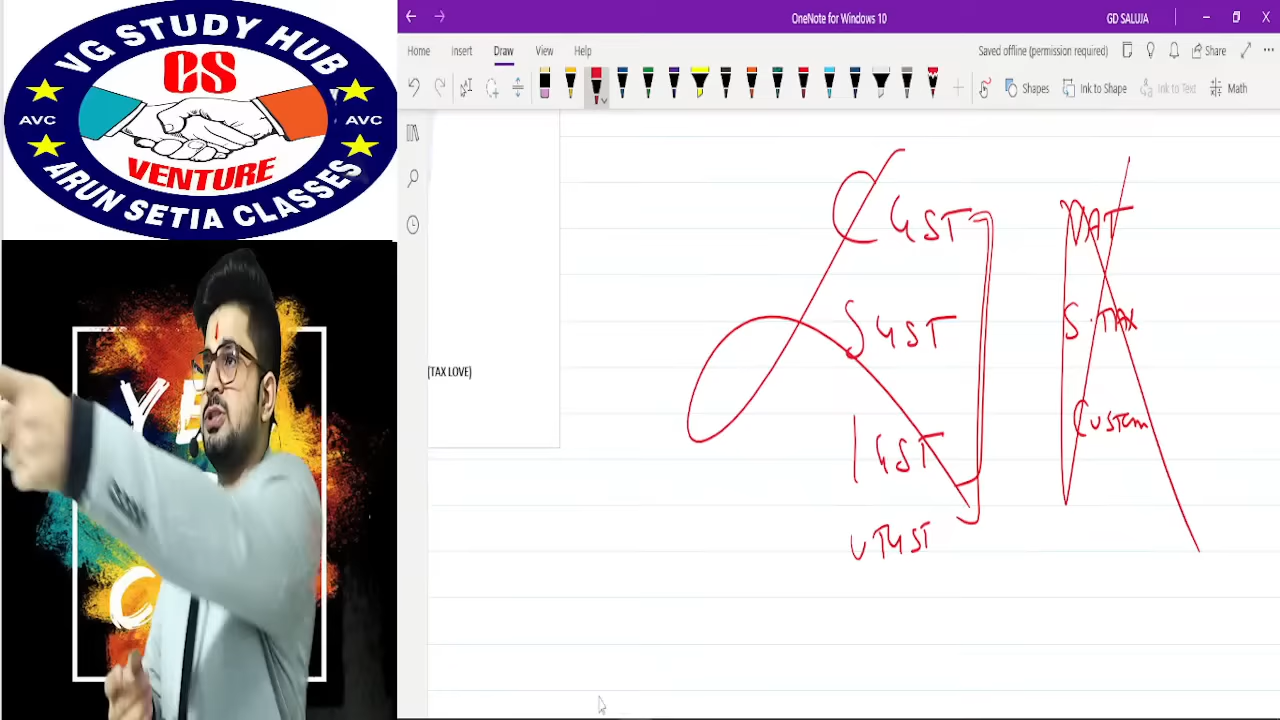 VG STUDY HUB
CS
AVC
AVC
VENTURE
ARUN SETIA CLASSES
OneNote for Windows 10
GD SALUJA
Home Insert Draw View Help
Saved offline (permission required)
Share
Shapes
Ink to Shape
Ink to Text
Math
(TAX LOVE)
CGST
SGST
IGST
UTGST
VAT
S.TAX
Custom
YE